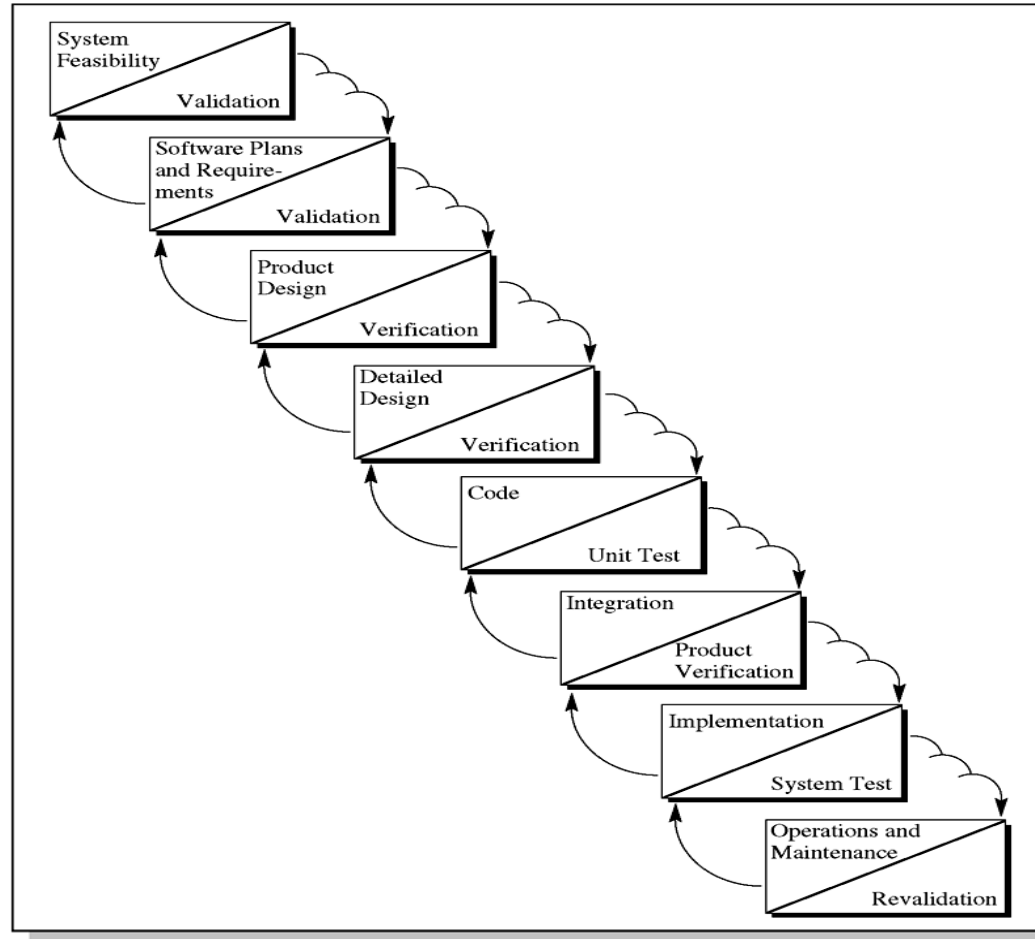 System
Feasibility
Validation
Software Plans
and Require-
ments
Validation
Product
Design
Verification
Detailed
Design
Verification
Code
Unit Test
Integration
Product
Verification
Implementation
System Test
Operations and
Maintenance
Revalidation